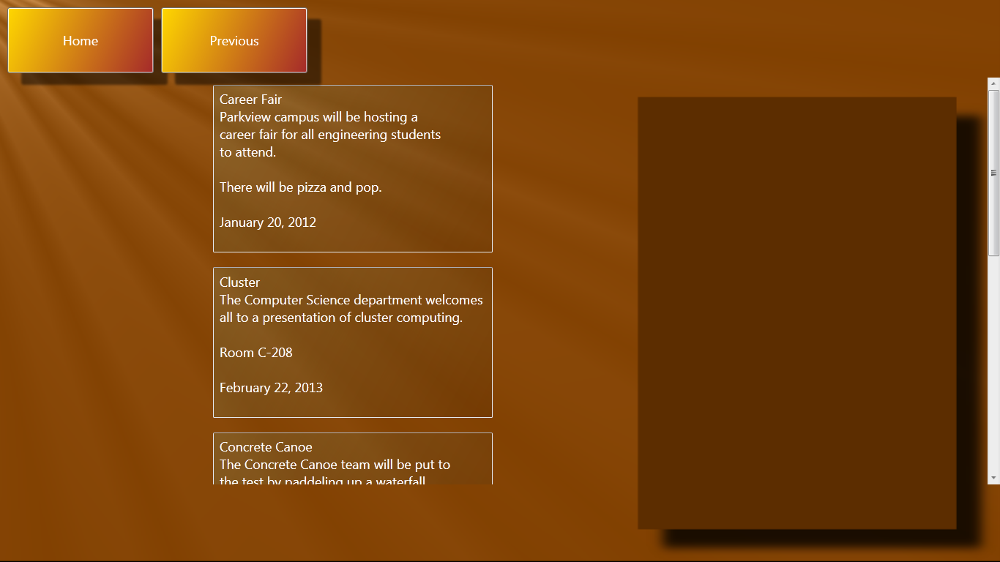 Home
Previous
Career Fair
Parkview campus will be hosting a
career fair for all engineering students
to attend.
There will be pizza and pop.
January 20, 2012
Cluster
The Computer Science department welcomes
all to a presentation of cluster computing.
Room C-208
February 22, 2013
Concrete Canoe
The Concrete Canoe team will be put to
the test by paddeling up a waterfall